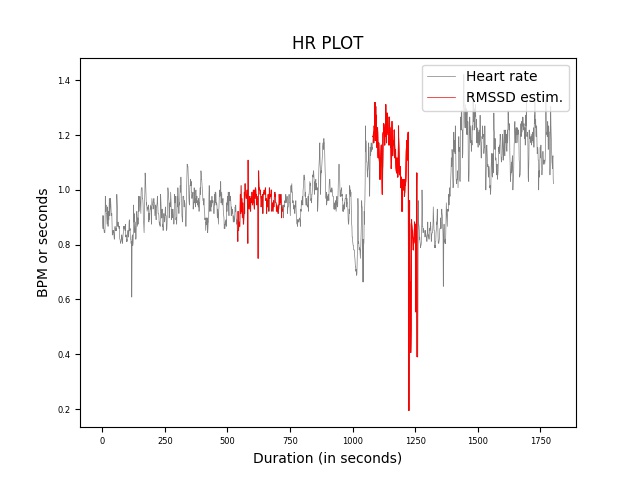 HR PLOT
Heart rate
RMSSD estim.
BPM or seconds
1.4
1.2
1.0
0.8
0.6
0.4
0.2
0 250 500 750 1000 1250 1500 1750
Duration (in seconds)